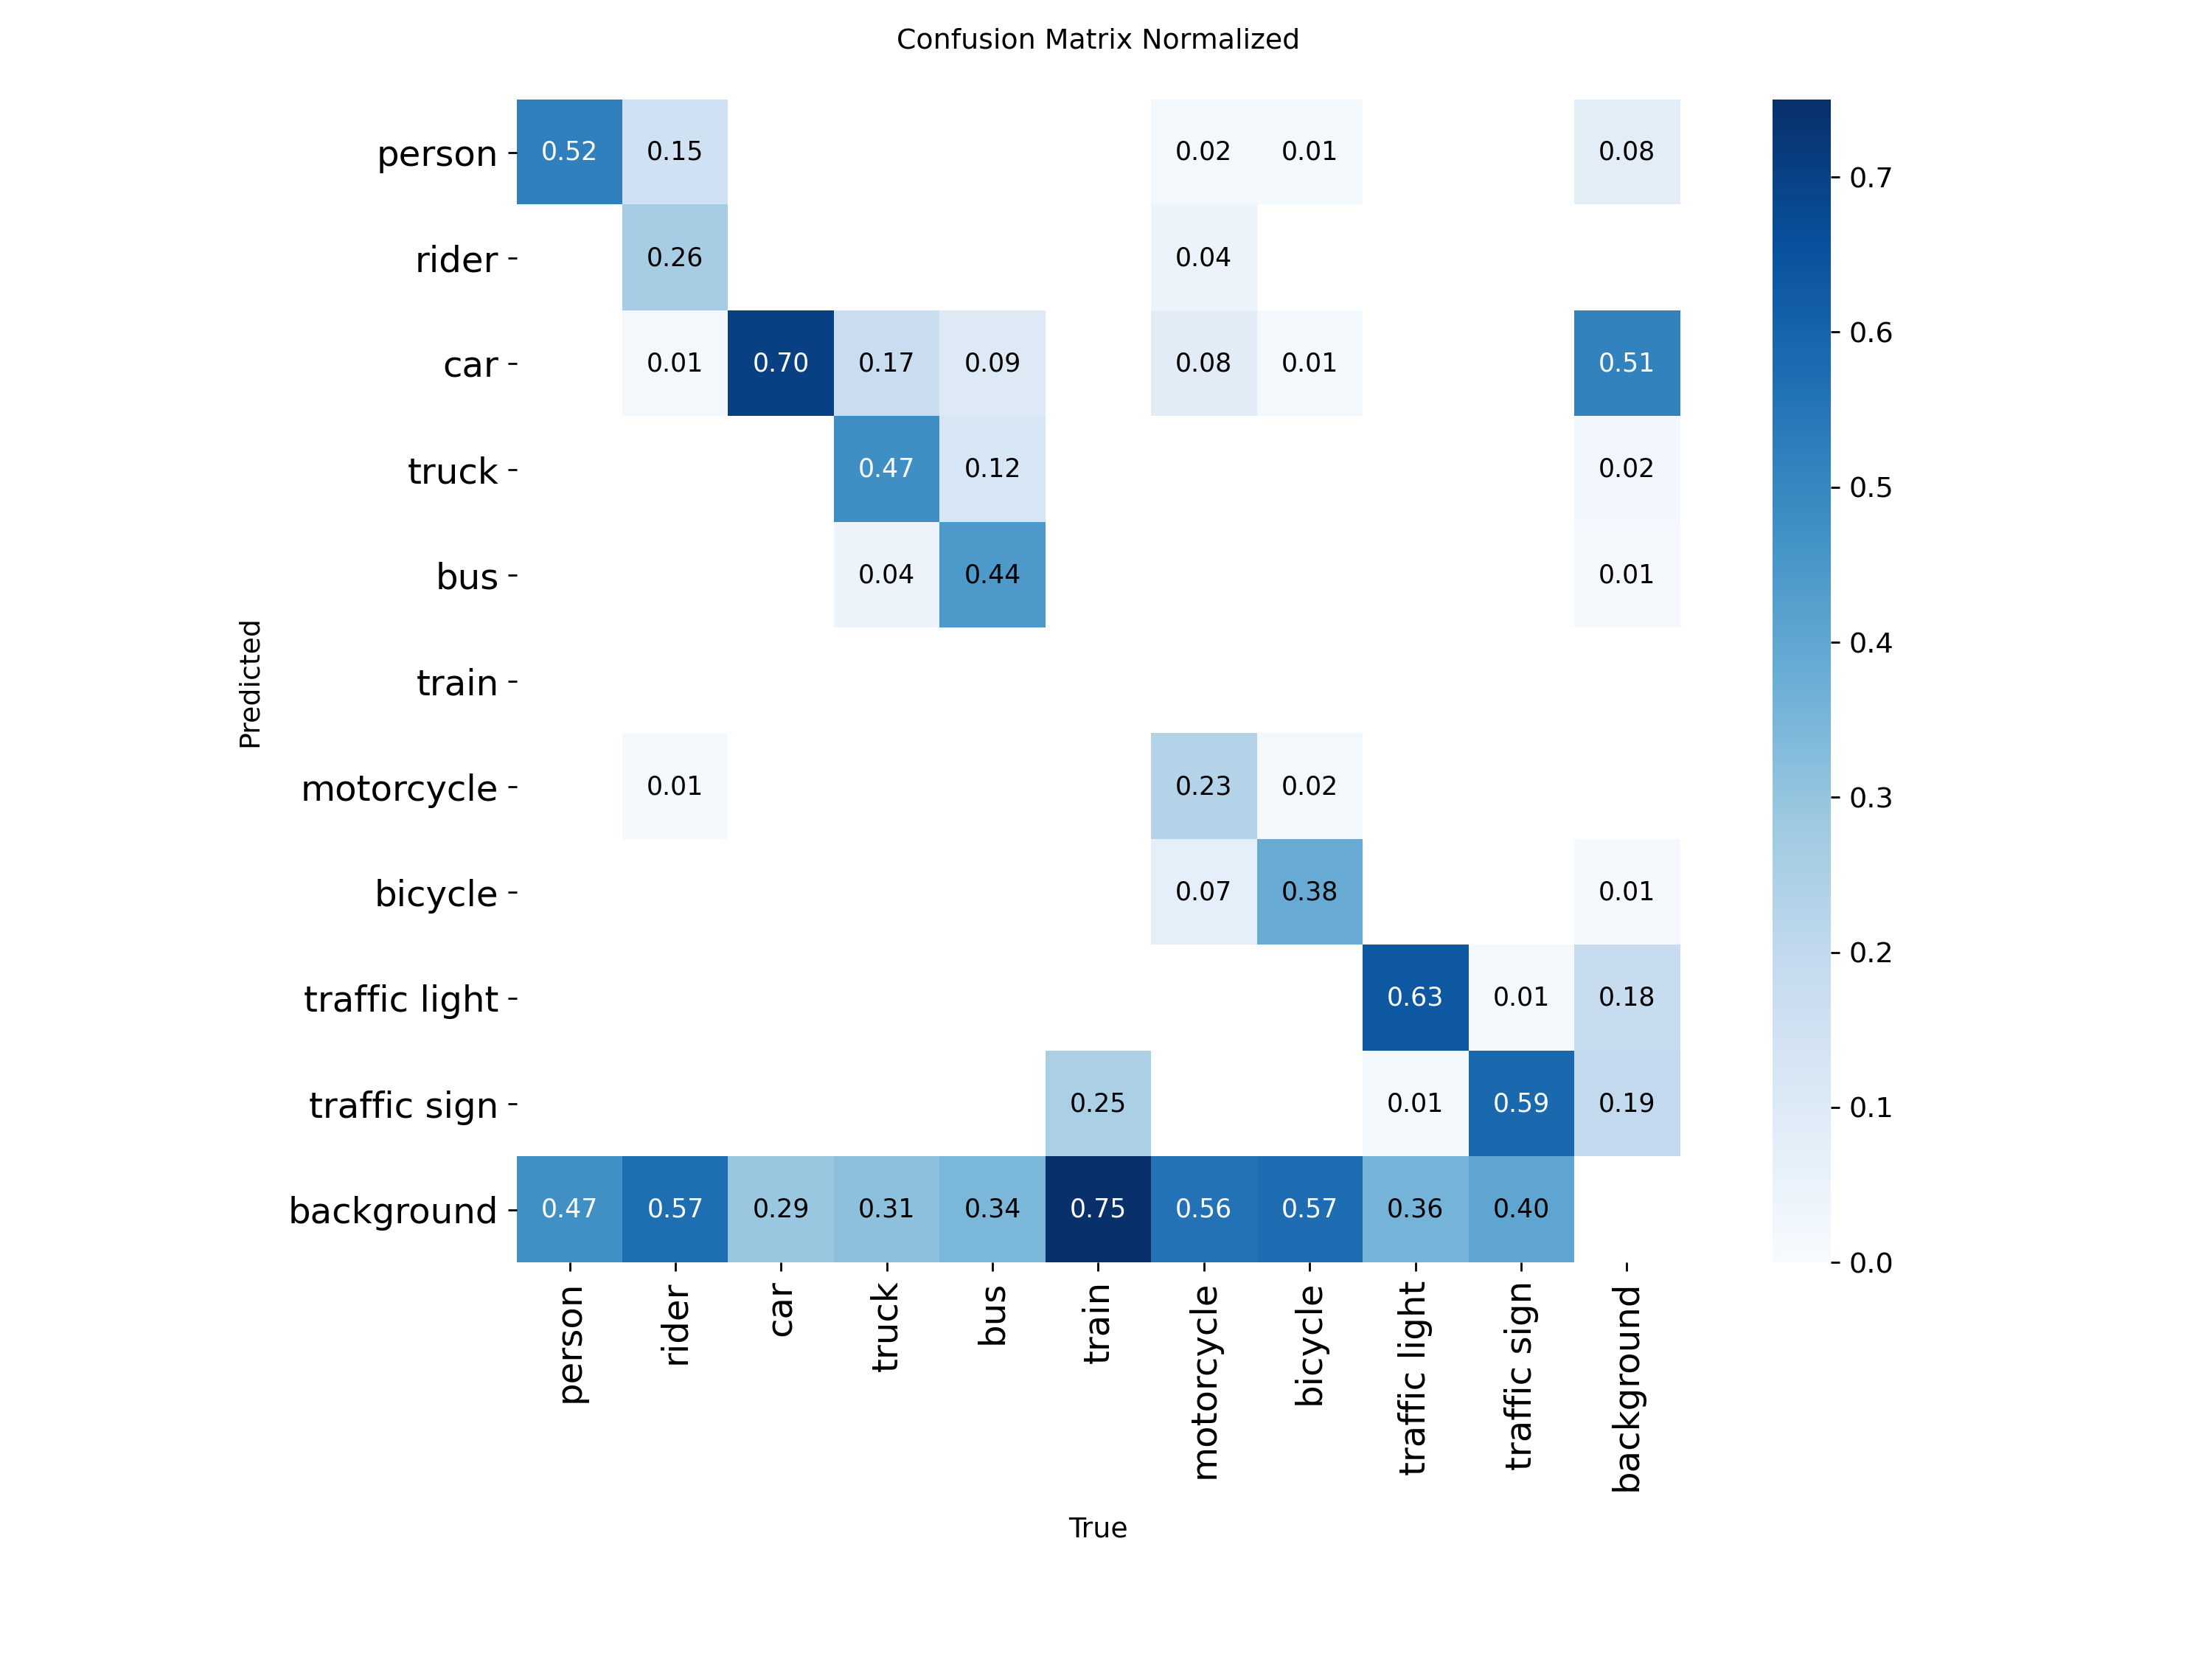 Confusion Matrix Normalized
person 0.52 0.15 0.02 0.01 0.08
rider 0.26 0.04
car 0.01 0.70 0.17 0.09 0.08 0.01 0.51
truck 0.47 0.12 0.02
bus 0.04 0.44 0.01
train
motorcycle 0.01 0.23 0.02
bicycle 0.07 0.38 0.01
traffic light 0.63 0.01 0.18
traffic sign 0.25 0.01 0.59 0.19
background 0.47 0.57 0.29 0.31 0.34 0.75 0.56 0.57 0.36 0.40
person rider car truck bus train motorcycle bicycle traffic light traffic sign background
True
Predicted
0.7
0.6
0.5
0.4
0.3
0.2
0.1
0.0